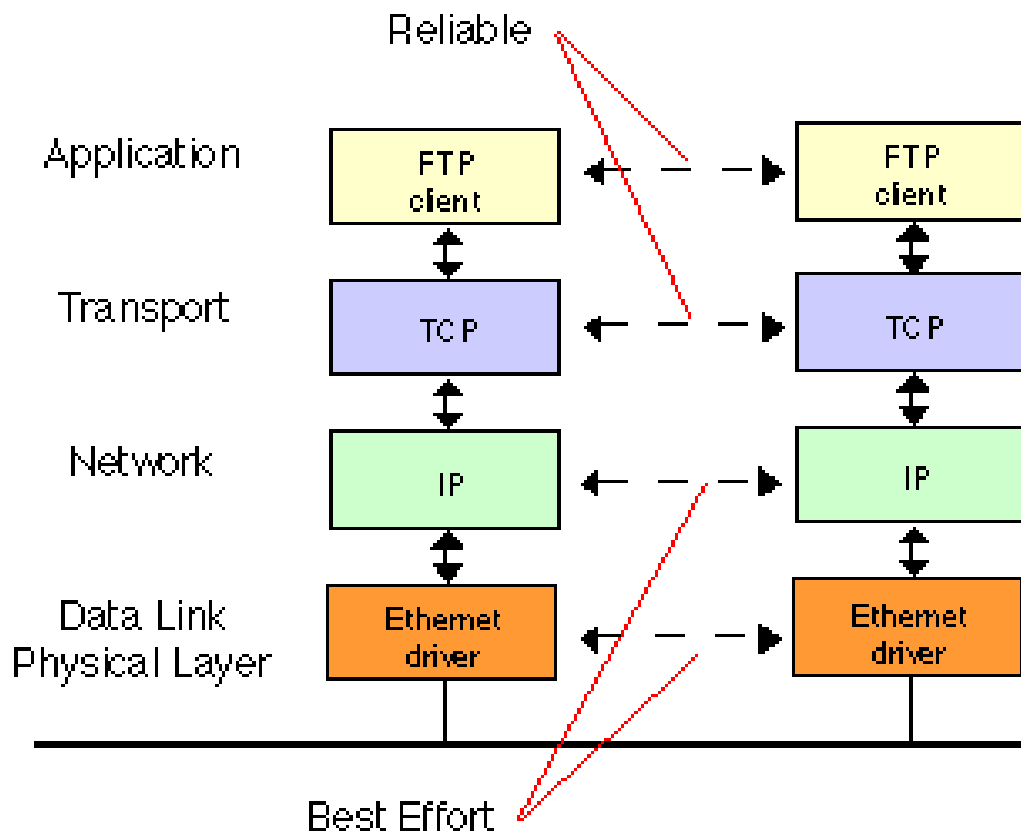 Reliable
Application
FTP
client
FTP
client
Transport
TCP
TCP
Network
IP
IP
Data Link
Physical Layer
Ethernet
driver
Ethernet
driver
Best Effort